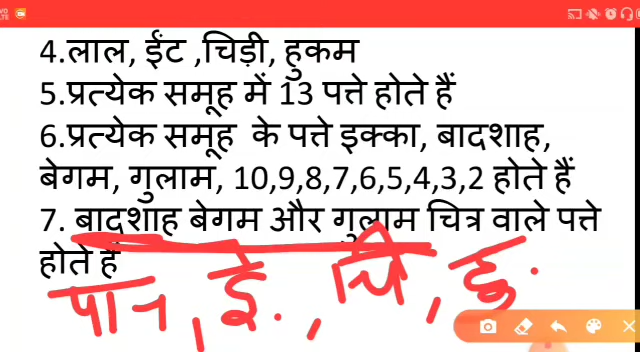 4.लाल, ईंट ,चिड़ी, हुकम
5.प्रत्येक समूह में 13 पत्ते होते हैं
6.प्रत्येक समूह के पत्ते इक्का, बादशाह,
बेगम, गुलाम, 10,9,8,7,6,5,4,3,2 होते हैं
7. बादशाह बेगम और गुलाम चित्र वाले पत्ते
होते हैं
पान, ई., चि, हु.